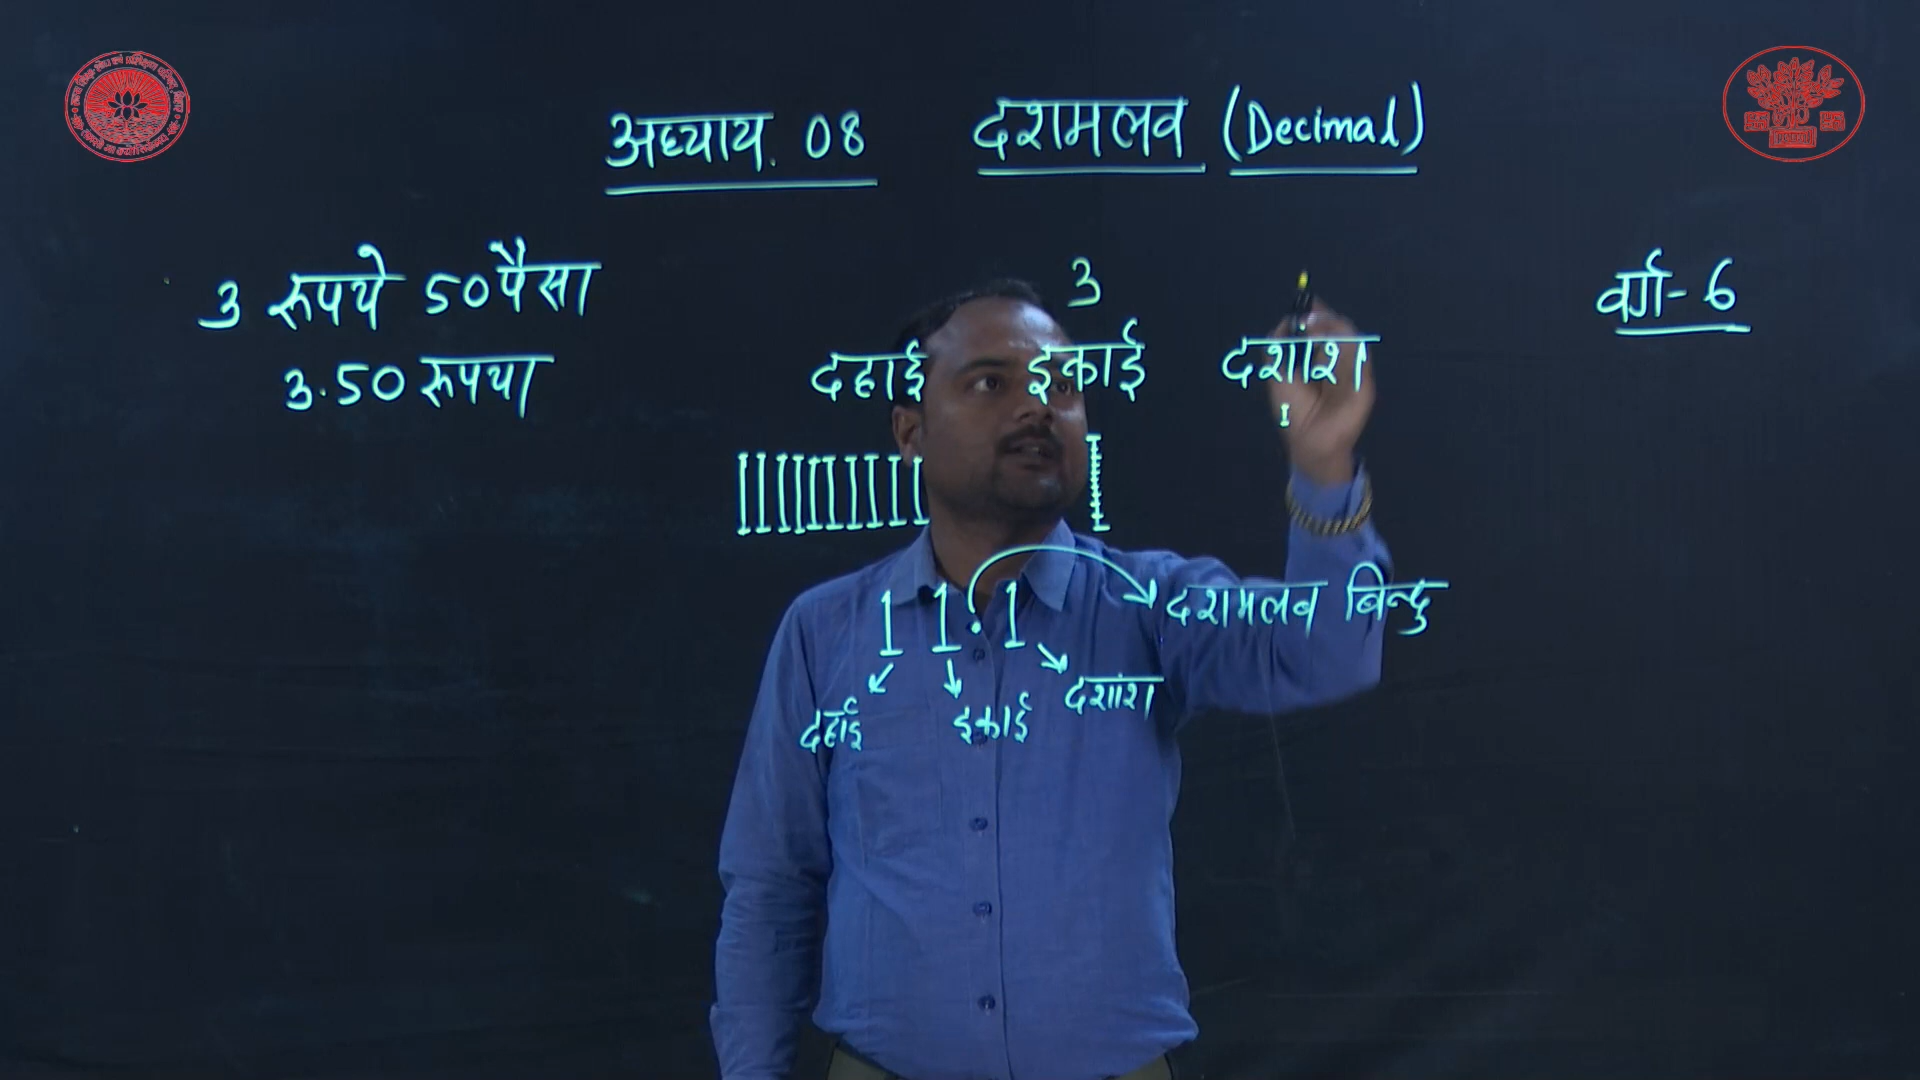 अध्याय. 08 दशमलव (Decimal)
3 रूपये 50 पैसा
3.50 रूपया
वर्ग- 6
3
दहाई इकाई दशांश
1 1 . 1 → दशमलव बिन्दु
दहाई इकाई दशांश